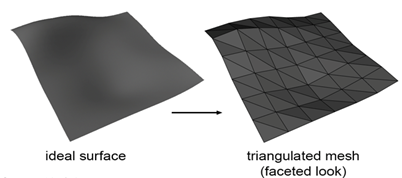 ideal surface
triangulated mesh
(faceted look)